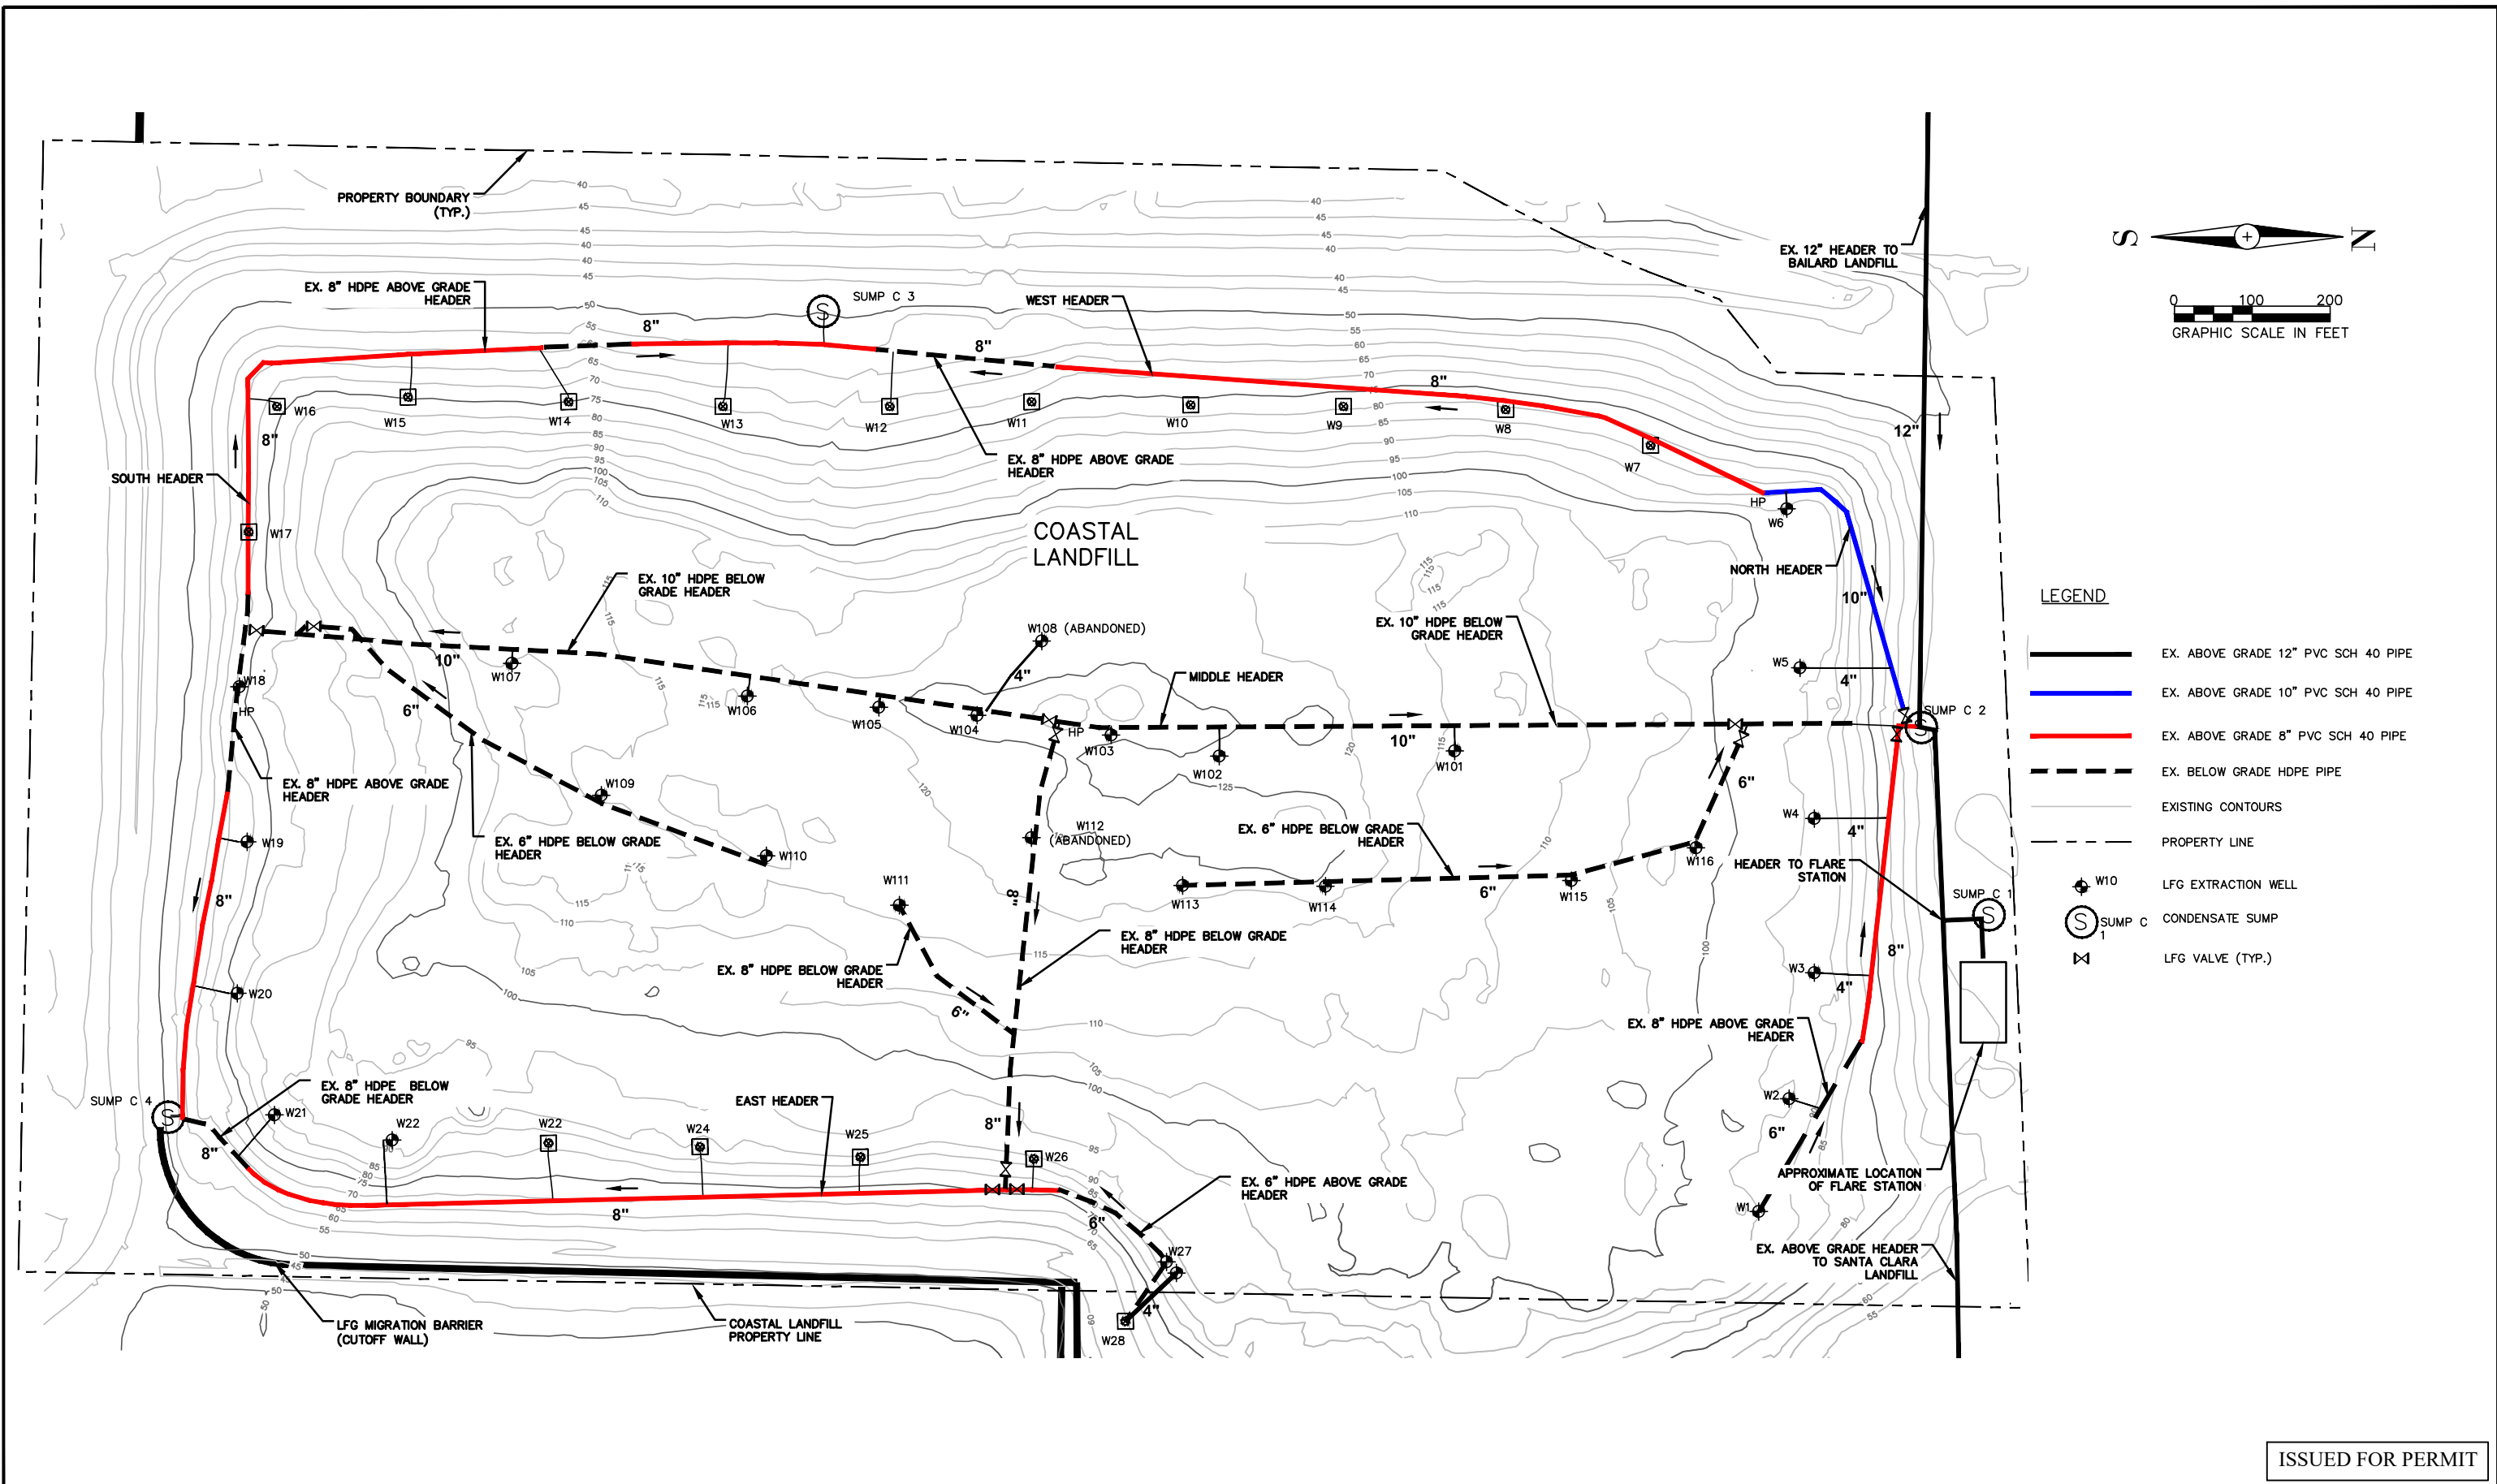 PROPERTY BOUNDARY
(TYP.)
EX. 12" HEADER TO
BAILARD LANDFILL
S
N
0 100 200
GRAPHIC SCALE IN FEET
EX. 8" HDPE ABOVE GRADE
HEADER
SUMP C 3
S
WEST HEADER
8"
8"
8"
12"
W16
W15
W14
W13
W12
W11
W10
W9
W8
W7
8"
SOUTH HEADER
EX. 8" HDPE ABOVE GRADE
HEADER
HP
W6
W17
COASTAL
LANDFILL
NORTH HEADER
10"
EX. 10" HDPE BELOW
GRADE HEADER
W108 (ABANDONED)
EX. 10" HDPE BELOW
GRADE HEADER
10"
W107
4"
MIDDLE HEADER
W5
4"
W18
HP
6"
W106
W105
W104
HP
W103
W102
10"
W101
SUMP C 2
S
6"
EX. 8" HDPE ABOVE GRADE
HEADER
W109
W19
EX. 6" HDPE BELOW GRADE
HEADER
W110
W112
(ABANDONED)
EX. 6" HDPE BELOW GRADE
HEADER
W4
4"
W116
HEADER TO FLARE
STATION
W111
8"
W113
W114
6"
W115
SUMP C 1
S
8"
W20
EX. 8" HDPE BELOW GRADE
HEADER
EX. 8" HDPE BELOW GRADE
HEADER
6"
W3
4"
8"
EX. 8" HDPE ABOVE GRADE
HEADER
SUMP C 4
S
EX. 8" HDPE BELOW
GRADE HEADER
W21
W22
W22
W24
EAST HEADER
W25
8"
W26
W2
6"
8"
8"
EX. 6" HDPE ABOVE GRADE
HEADER
6"
W27
W1
APPROXIMATE LOCATION
OF FLARE STATION
EX. ABOVE GRADE HEADER
TO SANTA CLARA
LANDFILL
4"
W28
LFG MIGRATION BARRIER
(CUTOFF WALL)
COASTAL LANDFILL
PROPERTY LINE
LEGEND
EX. ABOVE GRADE 12" PVC SCH 40 PIPE
EX. ABOVE GRADE 10" PVC SCH 40 PIPE
EX. ABOVE GRADE 8" PVC SCH 40 PIPE
EX. BELOW GRADE HDPE PIPE
EXISTING CONTOURS
PROPERTY LINE
W10 LFG EXTRACTION WELL
S SUMP C 1 CONDENSATE SUMP
LFG VALVE (TYP.)
ISSUED FOR PERMIT